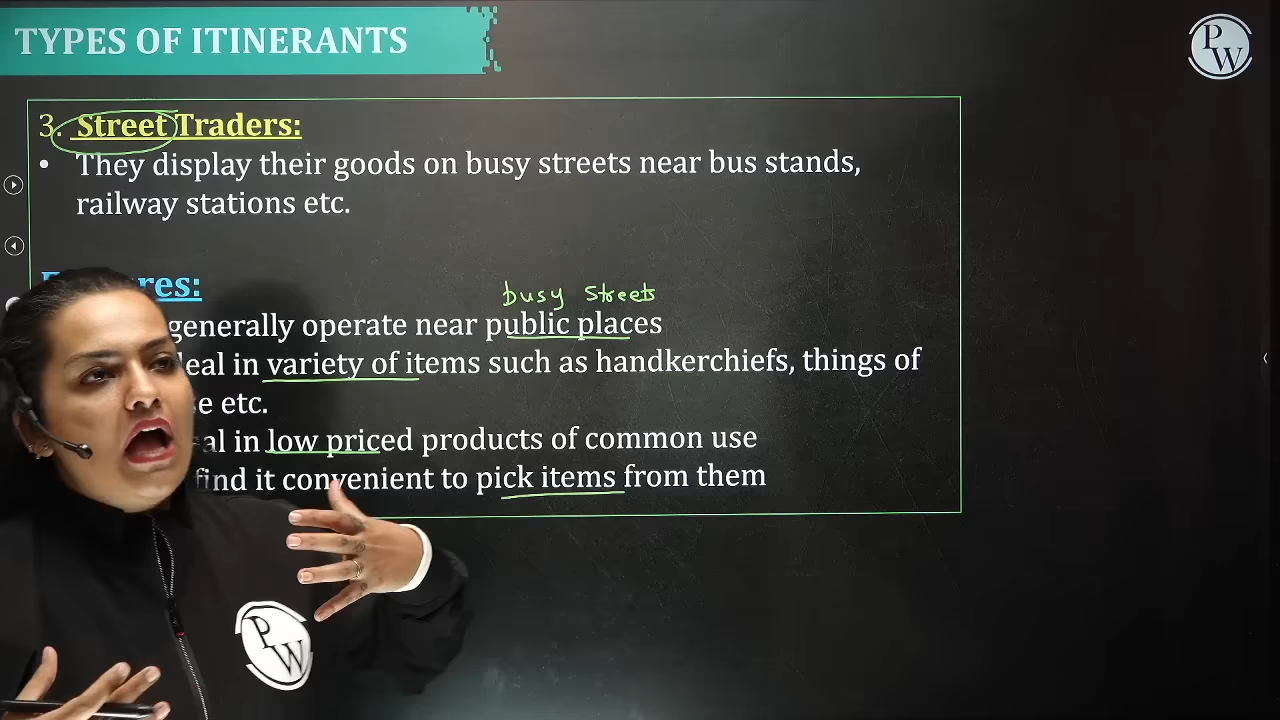 TYPES OF ITINERANTS
PW
3. Street Traders:
• They display their goods on busy streets near bus stands,
railway stations etc.
res:
busy streets
generally operate near public places
eal in variety of items such as handkerchiefs, things of
e etc.
al in low priced products of common use
find it convenient to pick items from them
PW